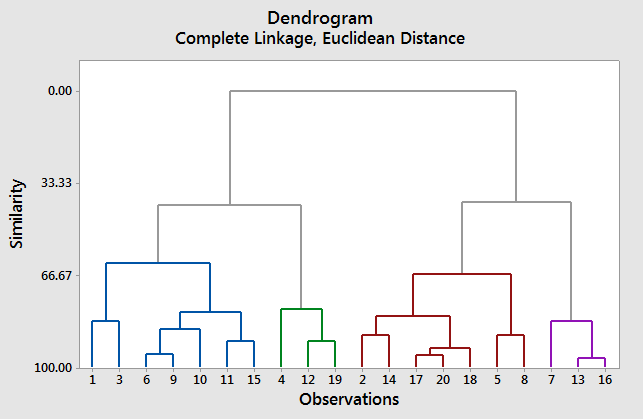 Dendrogram
Complete Linkage, Euclidean Distance
0.00
33.33
66.67
100.00
Similarity
1 3 6 9 10 11 15 4 12 19 2 14 17 20 18 5 8 7 13 16
Observations